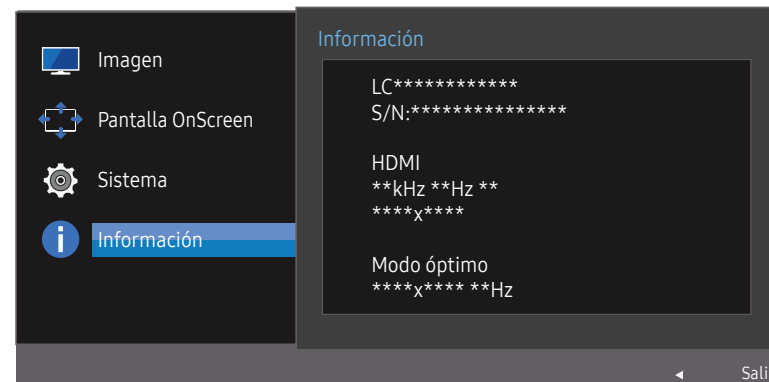 Imagen
Pantalla OnScreen
Sistema
Información
Información
LC************
S/N:***************
HDMI
**kHz **Hz **
****x****
Modo óptimo
****x**** **Hz
Sali